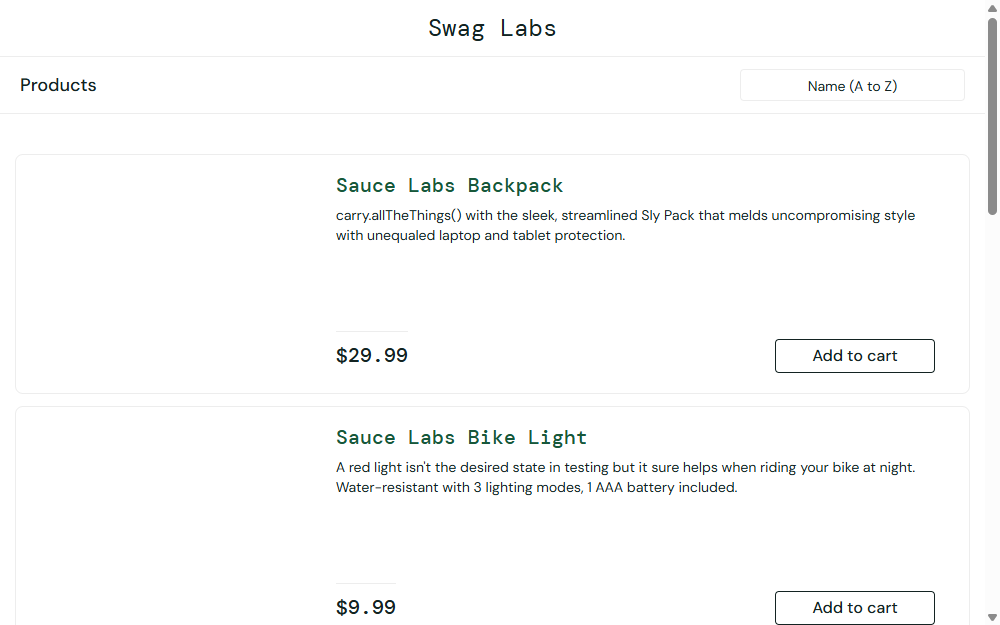 Swag Labs
Products
Name (A to Z)
Sauce Labs Backpack
carry.allTheThings() with the sleek, streamlined Sly Pack that melds uncompromising style
with unequaled laptop and tablet protection.
$29.99
Add to cart
Sauce Labs Bike Light
A red light isn't the desired state in testing but it sure helps when riding your bike at night.
Water-resistant with 3 lighting modes, 1 AAA battery included.
$9.99
Add to cart